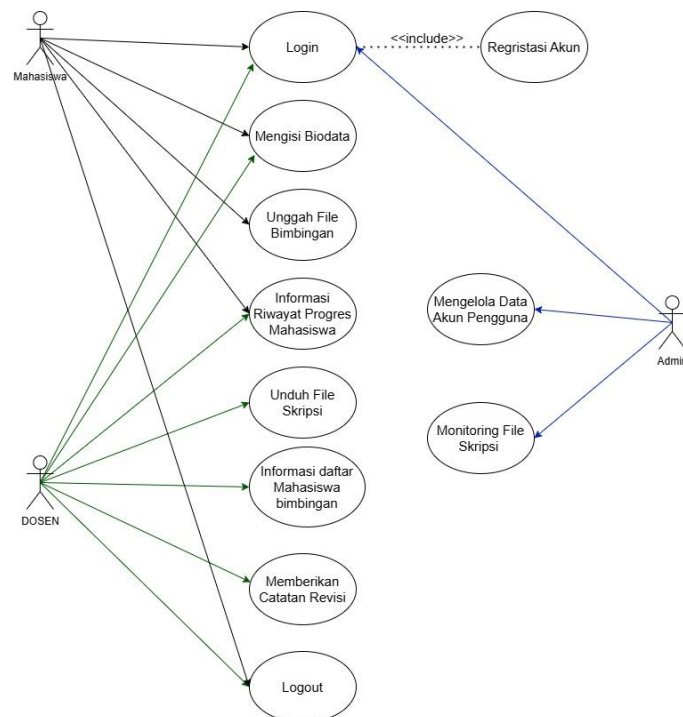 Login
<<include>>
Regristasi Akun
Mahasiswa
Mengisi Biodata
Unggah File
Bimbingan
Informasi
Riwayat Progres
Mahasiswa
Mengelola Data
Akun Pengguna
Admin
Unduh File
Skripsi
Monitoring File
Skripsi
Informasi daftar
Mahasiswa
bimbingan
DOSEN
Memberikan
Catatan Revisi
Logout